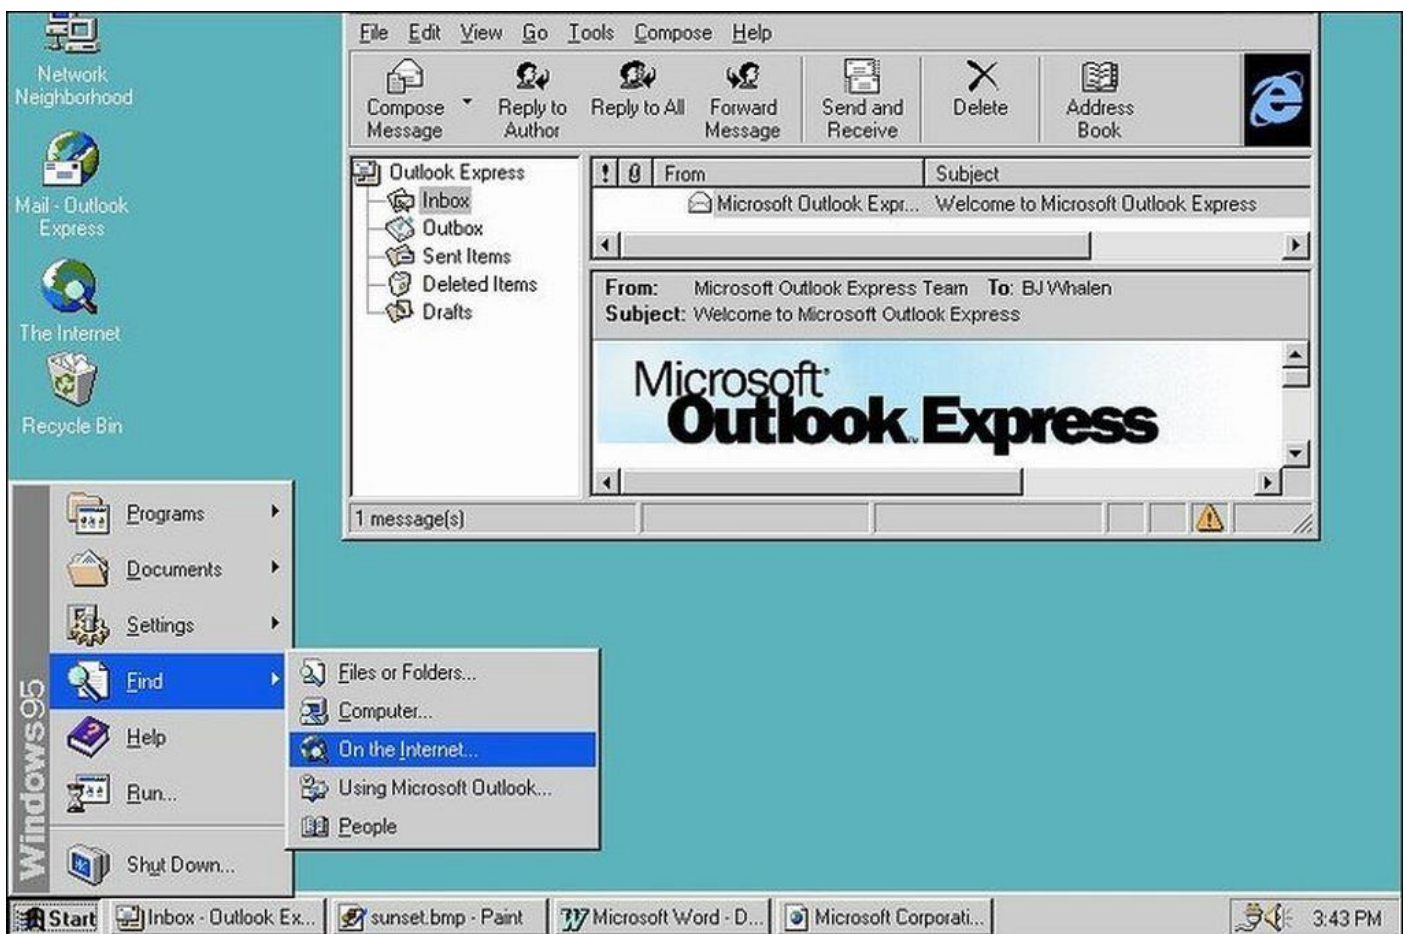 Network
Neighborhood
Mail - Outlook
Express
The Internet
Recycle Bin
File Edit View Go Tools Compose Help
Compose
Message
Reply to
Author
Reply to All
Forward
Message
Send and
Receive
Delete
Address
Book
Outlook Express
Inbox
Outbox
Sent Items
Deleted Items
Drafts
! From Subject
Microsoft Outlook Expr... Welcome to Microsoft Outlook Express
From: Microsoft Outlook Express Team To: BJ Whalen
Subject: Welcome to Microsoft Outlook Express
Microsoft
Outlook Express
1 message(s)
Windows95
Programs
Documents
Settings
Find
Help
Run...
Shut Down...
Files or Folders...
Computer...
On the Internet...
Using Microsoft Outlook...
People
Start Inbox - Outlook Ex... sunset.bmp - Paint Microsoft Word - D... Microsoft Corporati... 3:43 PM